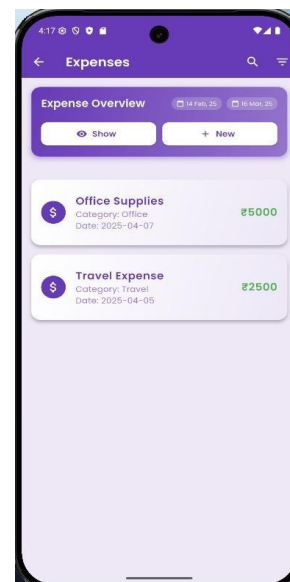 4:17
Expenses
Expense Overview
14 Feb, 25
16 Mar, 25
Show
+ New
$
Office Supplies
Category: Office
Date: 2025-04-07
₹5000
$
Travel Expense
Category: Travel
Date: 2025-04-05
₹2500